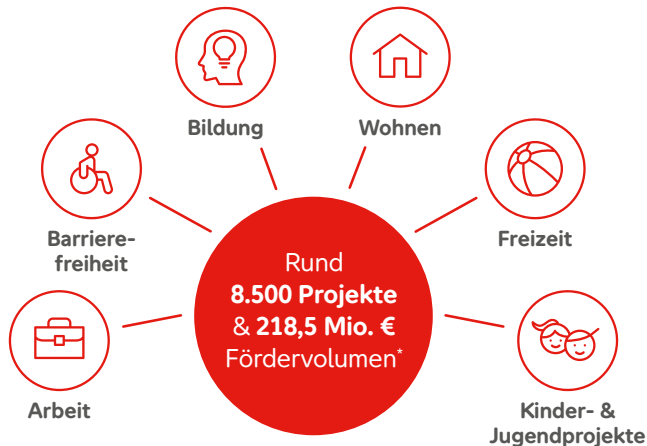 Bildung
Wohnen
Barriere-
freiheit
Freizeit
Rund
8.500 Projekte
& 218,5 Mio. €
Fördervolumen*
Arbeit
Kinder- &
Jugendprojekte